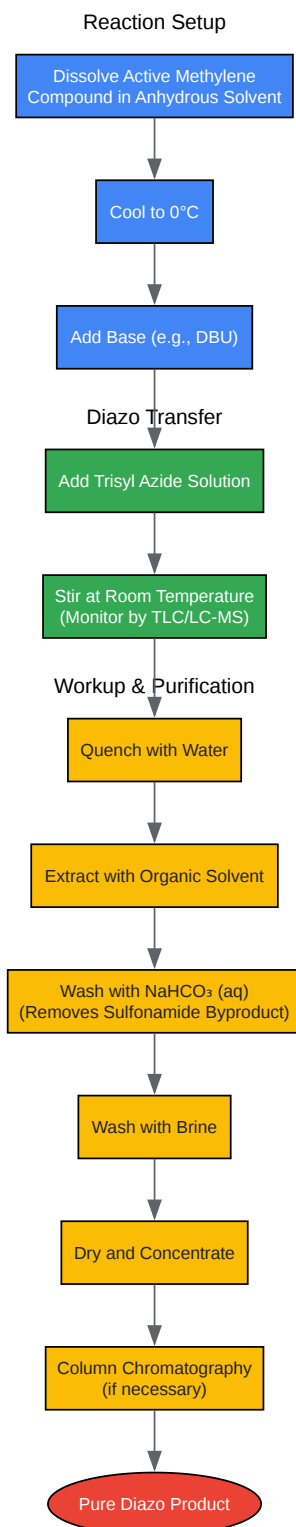 Reaction Setup
Dissolve Active Methylene
Compound in Anhydrous Solvent
Cool to 0°C
Add Base (e.g., DBU)
Diazo Transfer
Add Trisyl Azide Solution
Stir at Room Temperature
(Monitor by TLC/LC-MS)
Workup & Purification
Quench with Water
Extract with Organic Solvent
Wash with NaHCO₃ (aq)
(Removes Sulfonamide Byproduct)
Wash with Brine
Dry and Concentrate
Column Chromatography
(if necessary)
Pure Diazo Product